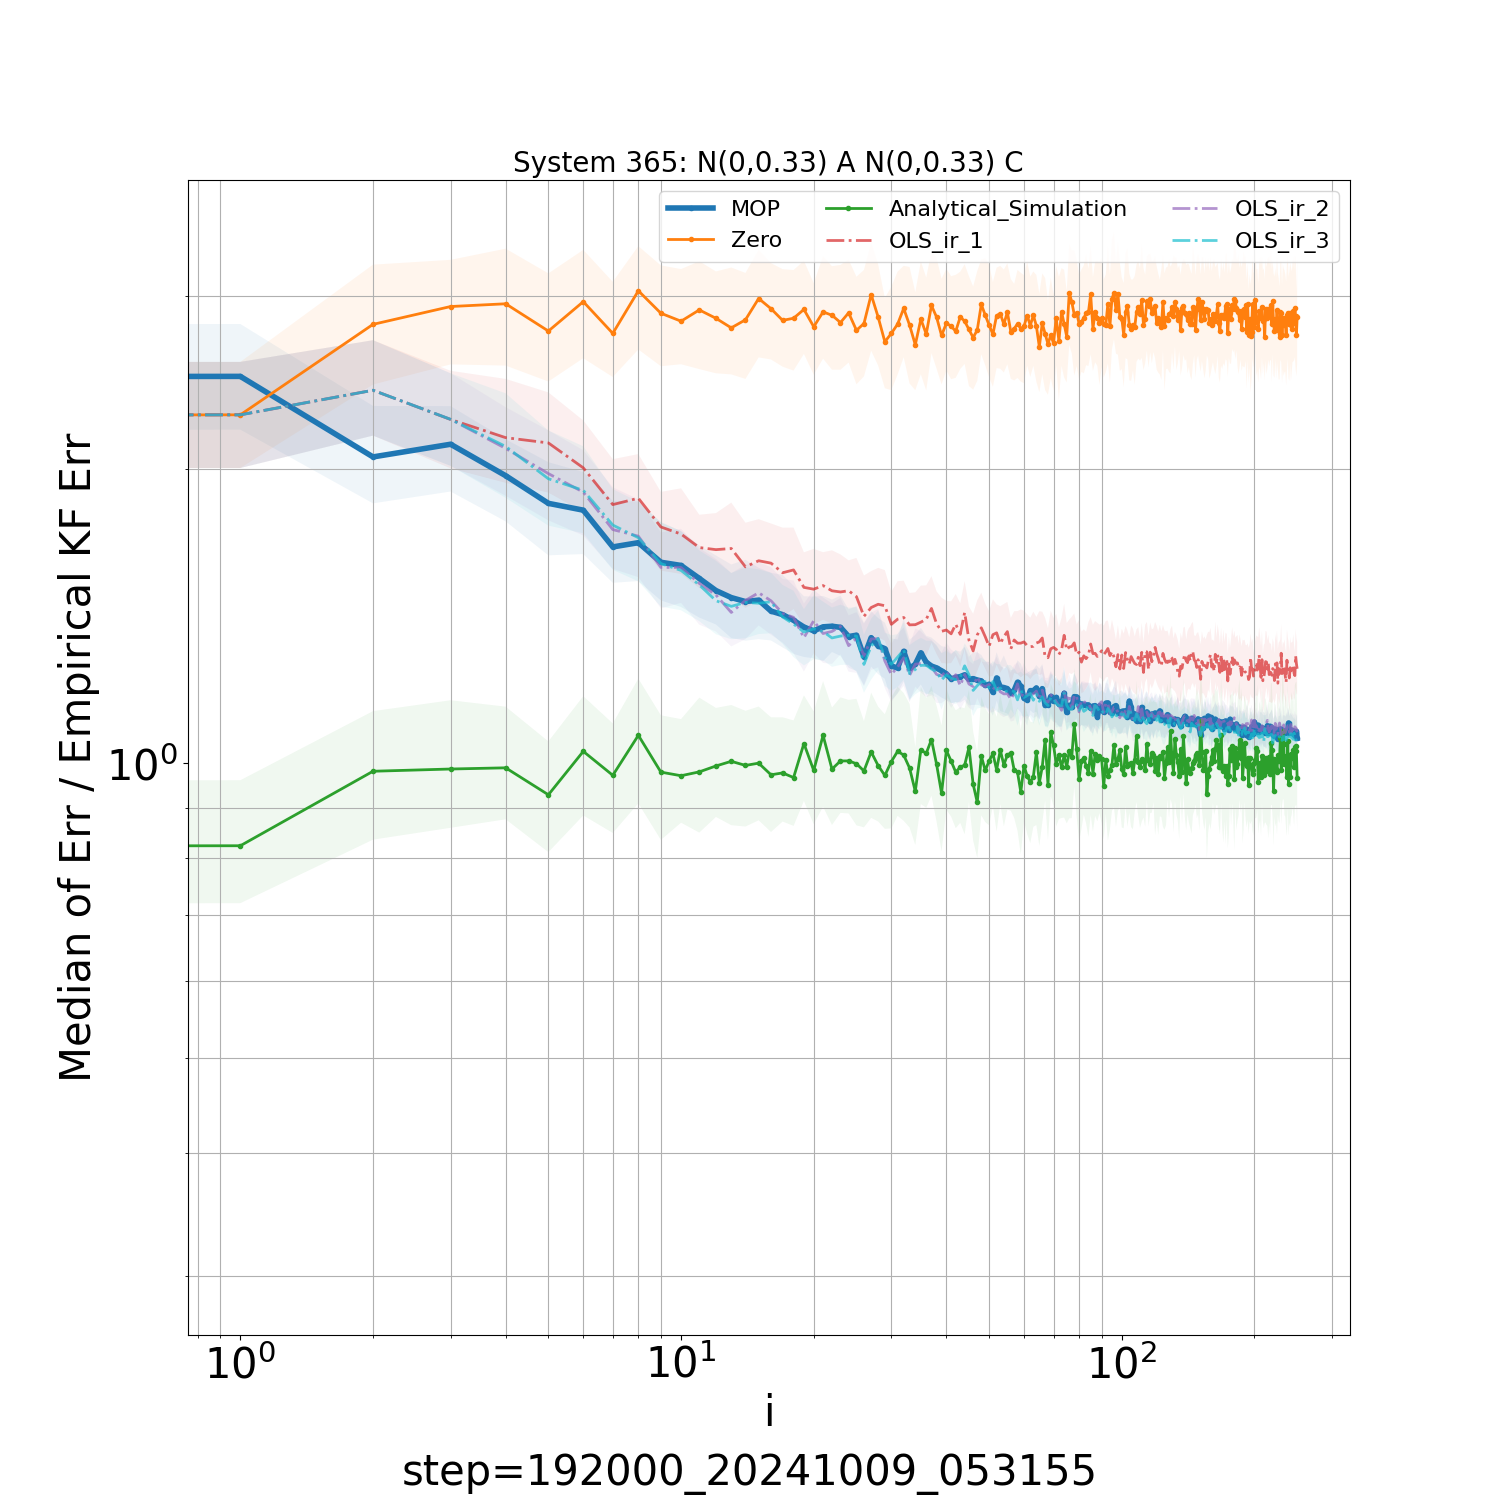 System 365: N(0,0.33) A N(0,0.33) C
MOP
Zero
Analytical_Simulation
OLS_ir_1
OLS_ir_2
OLS_ir_3
Median of Err / Empirical KF Err
10⁰
10⁰ 10¹ 10²
i
step=192000_20241009_053155